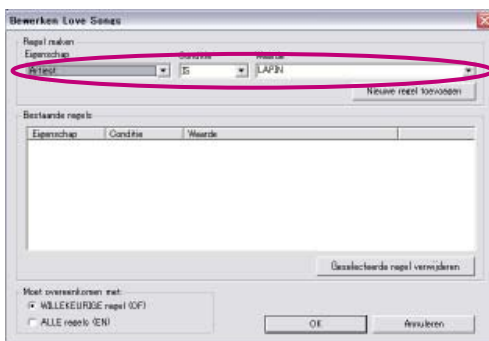 Bewerken Love Songs
Regel maken
Eigenschap Conditie Waarde
Artiest IS LAPIN
Nieuwe regel toevoegen
Bestaande regels
Eigenschap Conditie Waarde
Geselecteerde regel verwijderen
Moet overeenkomen met:
WILLEKEURIGE regel (OF)
ALLE regels (EN)
OK Annuleren